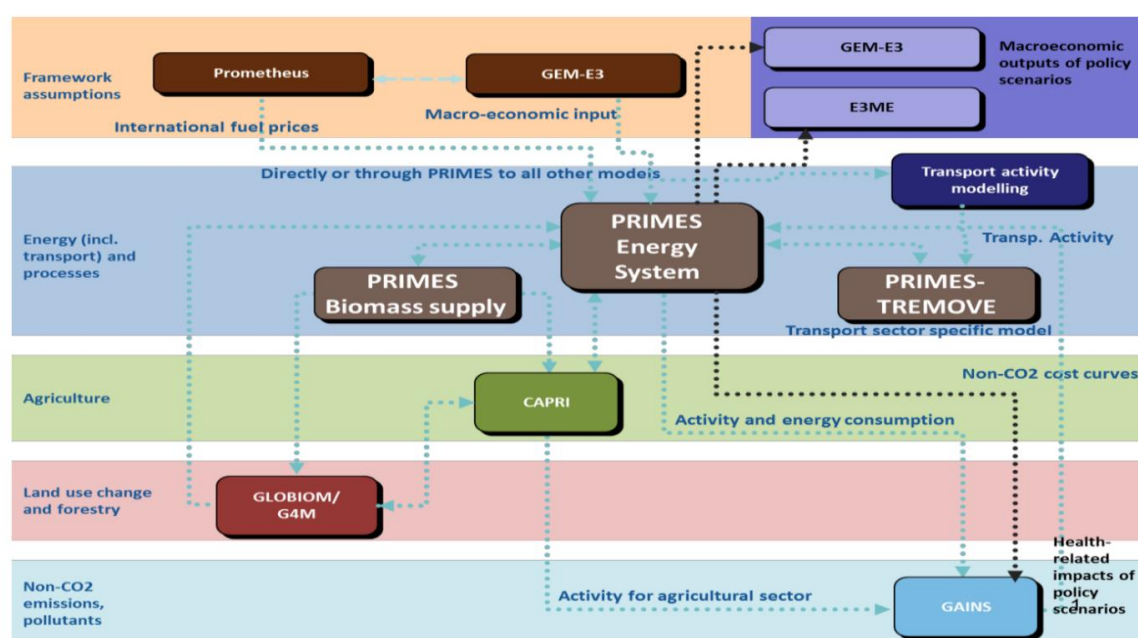 GEM-E3
Macroeconomic
outputs of policy
scenarios
Framework
assumptions
Prometheus
GEM-E3
E3ME
International fuel prices
Macro-economic input
Directly or through PRIMES to all other models
Transport activity
modelling
Energy (incl.
transport) and
processes
PRIMES
Energy
System
Transp. Activity
PRIMES
Biomass supply
PRIMES-
TREMOVE
Transport sector specific model
Non-CO2 cost curves
Agriculture
CAPRI
Activity and energy consumption
Land use change
and forestry
GLOBIOM/
G4M
Health-
related
impacts of
policy
scenarios
1
Non-CO2
emissions,
pollutants
Activity for agricultural sector
GAINS